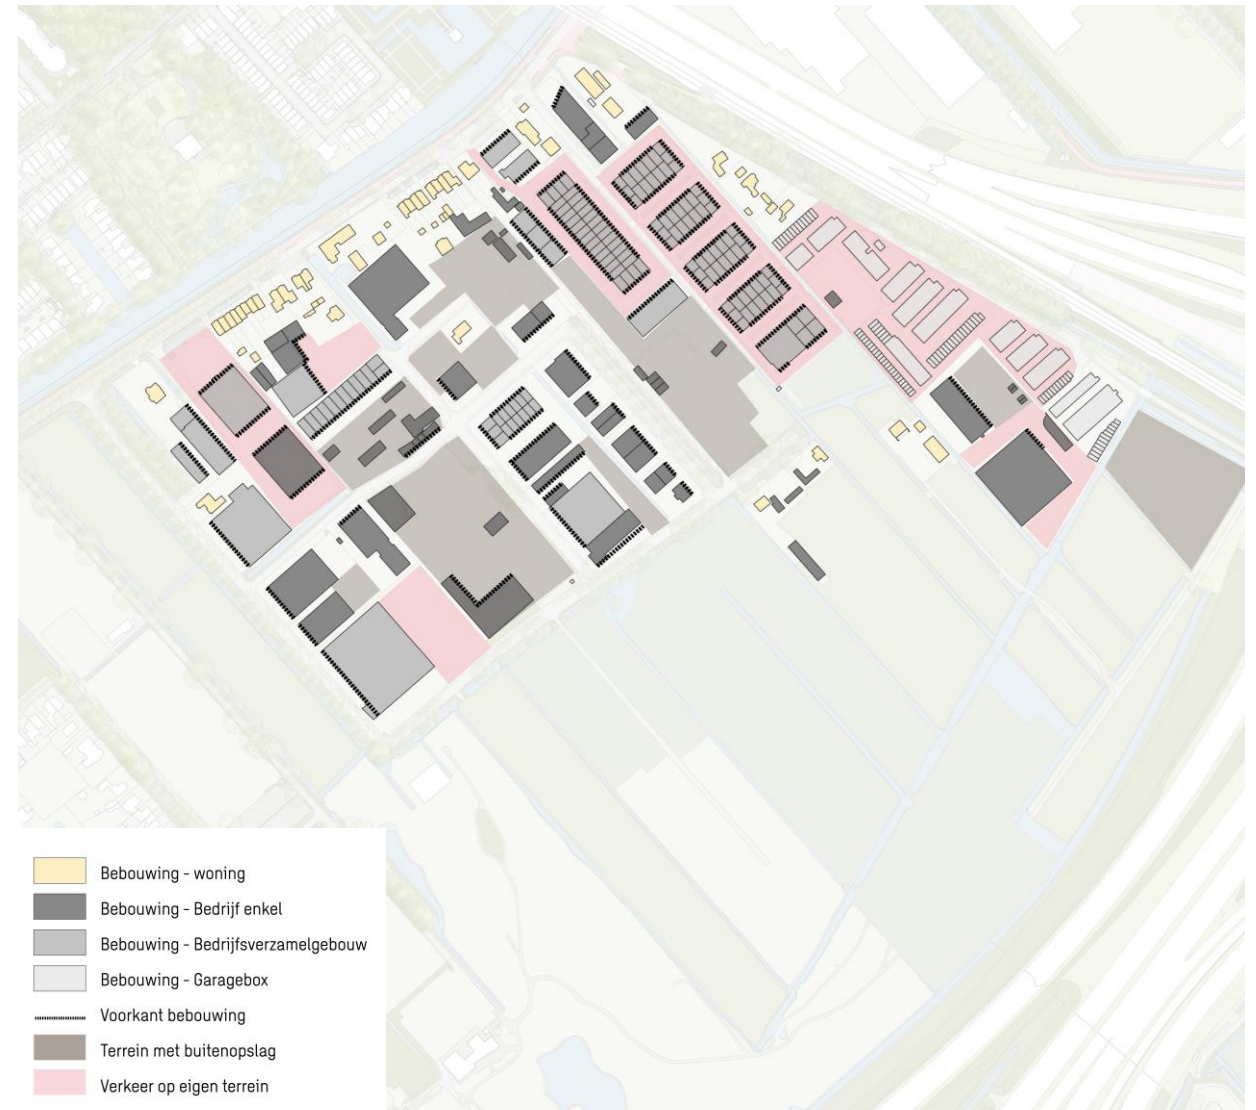 Bebouwing - woning
Bebouwing - Bedrijf enkel
Bebouwing - Bedrijfsverzamelgebouw
Bebouwing - Garagebox
Voorkant bebouwing
Terrein met buitenopslag
Verkeer op eigen terrein